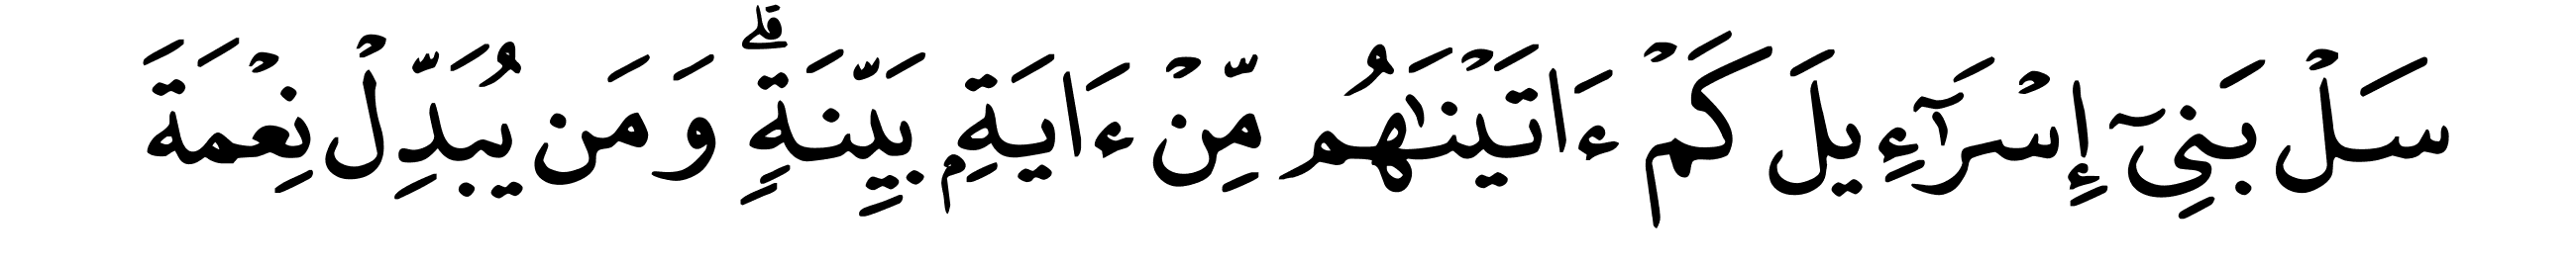 سَلْ بَنِىٓ إِسْرَٰٓءِيلَ كَمْ ءَاتَيْنَٰهُم مِّنْ ءَايَةٍۭ بَيِّنَةٍۗ وَمَن يُبَدِّلْ نِعْمَةَ